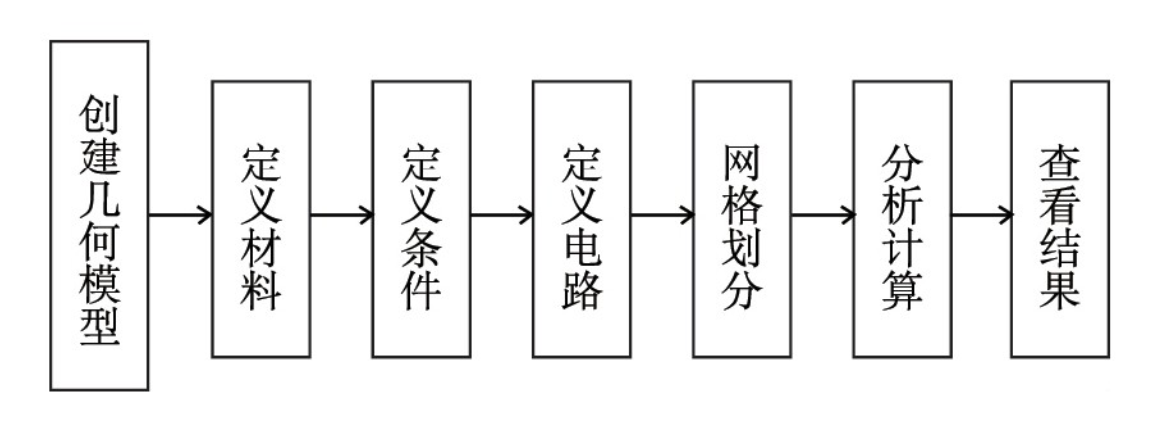 创建几何模型
定义材料
定义条件
定义电路
网格划分
分析计算
查看结果